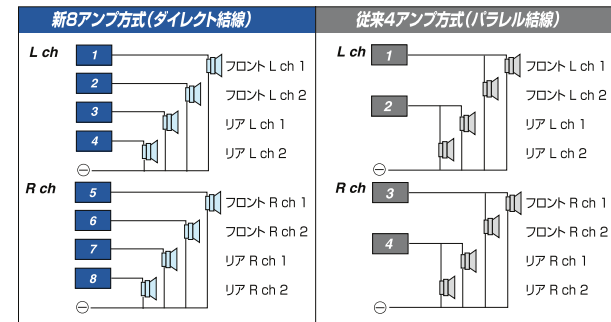 新8アンプ方式(ダイレクト結線)
L ch
1
フロント L ch 1
2
フロント L ch 2
3
リア L ch 1
4
リア L ch 2
⊖
R ch
5
フロント R ch 1
6
フロント R ch 2
7
リア R ch 1
8
リア R ch 2
⊖
従来4アンプ方式(パラレル結線)
L ch
1
フロント L ch 1
フロント L ch 2
2
リア L ch 1
リア L ch 2
⊖
R ch
3
フロント R ch 1
フロント R ch 2
4
リア R ch 1
リア R ch 2
⊖